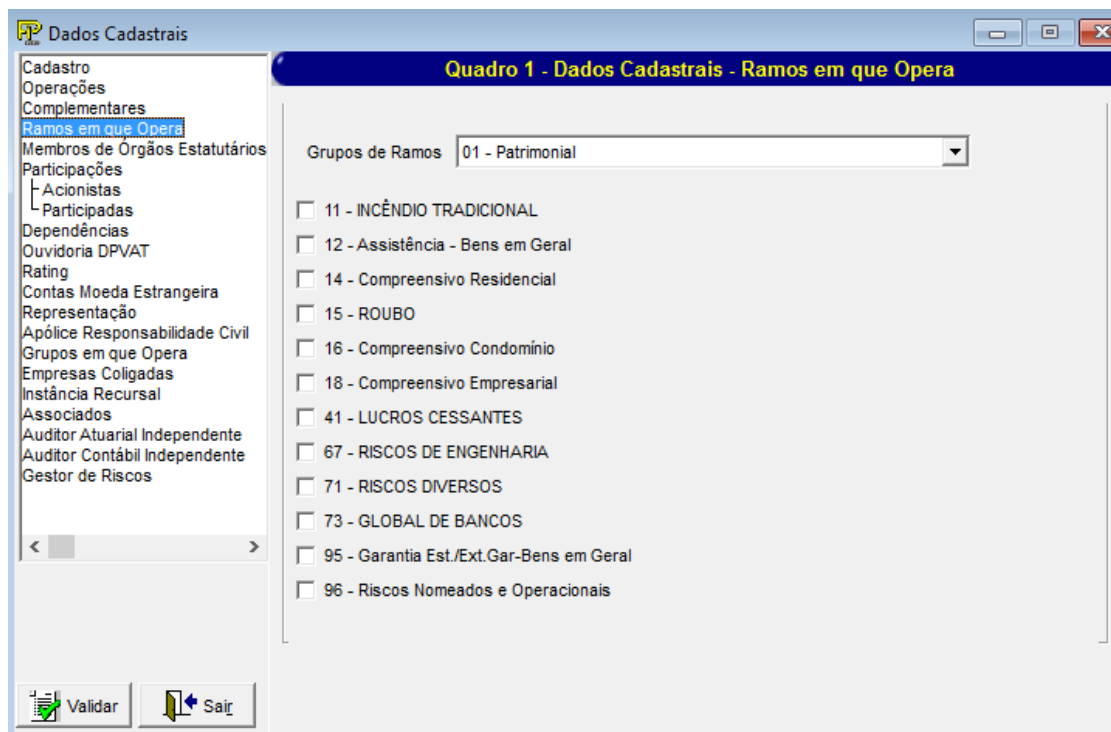 Dados Cadastrais
Cadastro
Operações
Complementares
Ramos em que Opera
Membros de Órgãos Estatutários
Participações
Acionistas
Participadas
Dependências
Ouvidoria DPVAT
Rating
Contas Moeda Estrangeira
Representação
Apólice Responsabilidade Civil
Grupos em que Opera
Empresas Coligadas
Instância Recursal
Associados
Auditor Atuarial Independente
Auditor Contábil Independente
Gestor de Riscos
Validar
Sair
Quadro 1 - Dados Cadastrais - Ramos em que Opera
Grupos de Ramos 01 - Patrimonial
11 - INCÊNDIO TRADICIONAL
12 - Assistência - Bens em Geral
14 - Compreensivo Residencial
15 - ROUBO
16 - Compreensivo Condomínio
18 - Compreensivo Empresarial
41 - LUCROS CESSANTES
67 - RISCOS DE ENGENHARIA
71 - RISCOS DIVERSOS
73 - GLOBAL DE BANCOS
95 - Garantia Est./Ext.Gar-Bens em Geral
96 - Riscos Nomeados e Operacionais